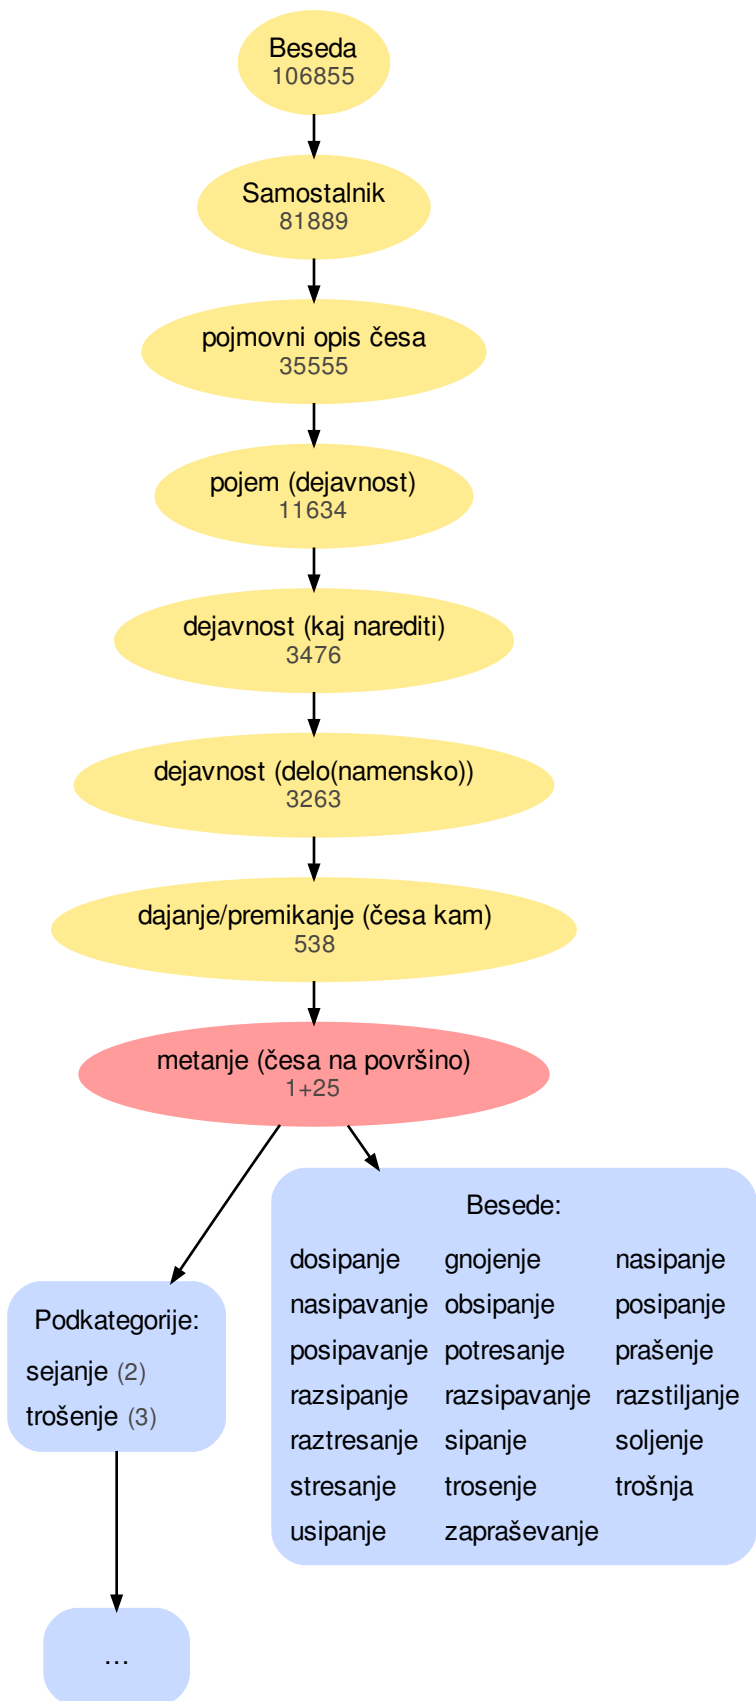 Beseda
106855
Samostalnik
81889
pojmovni opis česa
35555
pojem (dejavnost)
11634
dejavnost (kaj narediti)
3476
dejavnost (delo(namensko))
3263
dajanje/premikanje (česa kam)
538
metanje (česa na površino)
1+25
Besede:
dosipanje gnojenje nasipanje
nasipavanje obsipanje posipanje
posipavanje potresanje prašenje
razsipanje razsipavanje razstiljanje
raztresanje sipanje soljenje
stresanje trosenje trošnja
usipanje zapraševanje
Podkategorije:
sejanje (2)
trošenje (3)
...